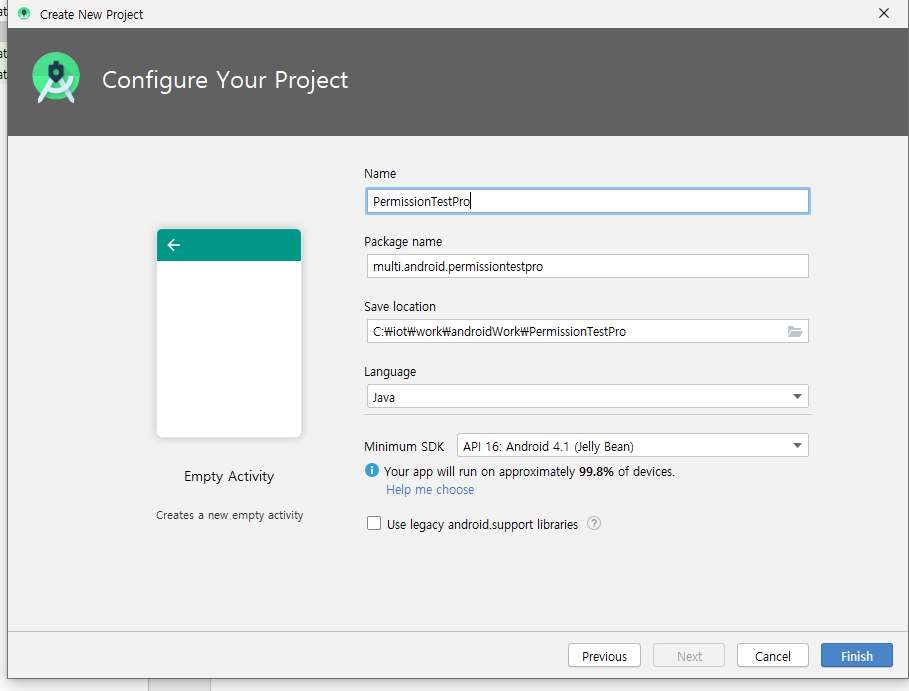 Create New Project
Configure Your Project
Name
PermissionTestPro
Package name
multi.android.permissiontestpro
Save location
C:₩iot₩work₩androidWork₩PermissionTestPro
Language
Java
Minimum SDK
API 16: Android 4.1 (Jelly Bean)
Your app will run on approximately 99.8% of devices.
Help me choose
Use legacy android.support libraries ?
Empty Activity
Creates a new empty activity
Previous
Next
Cancel
Finish